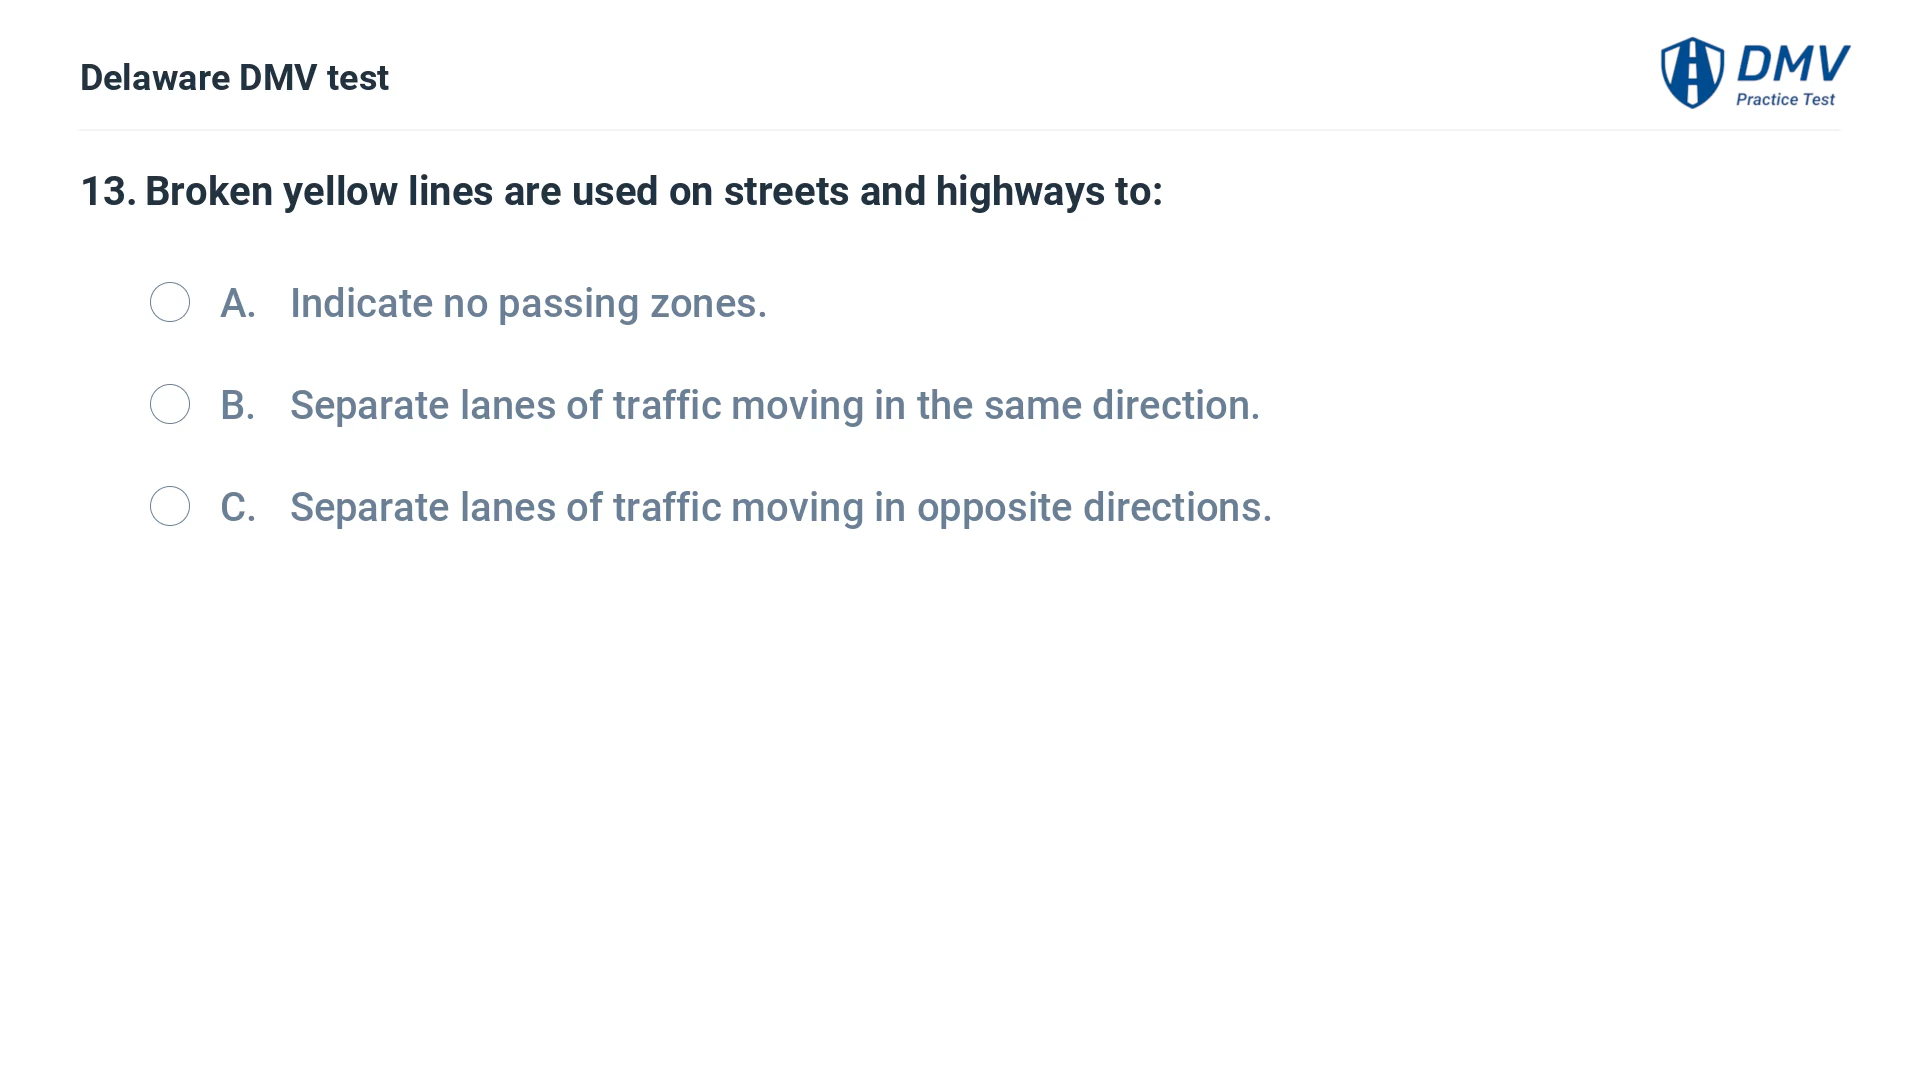 Delaware DMV test
DMV
Practice Test
13. Broken yellow lines are used on streets and highways to:
A. Indicate no passing zones.
B. Separate lanes of traffic moving in the same direction.
C. Separate lanes of traffic moving in opposite directions.